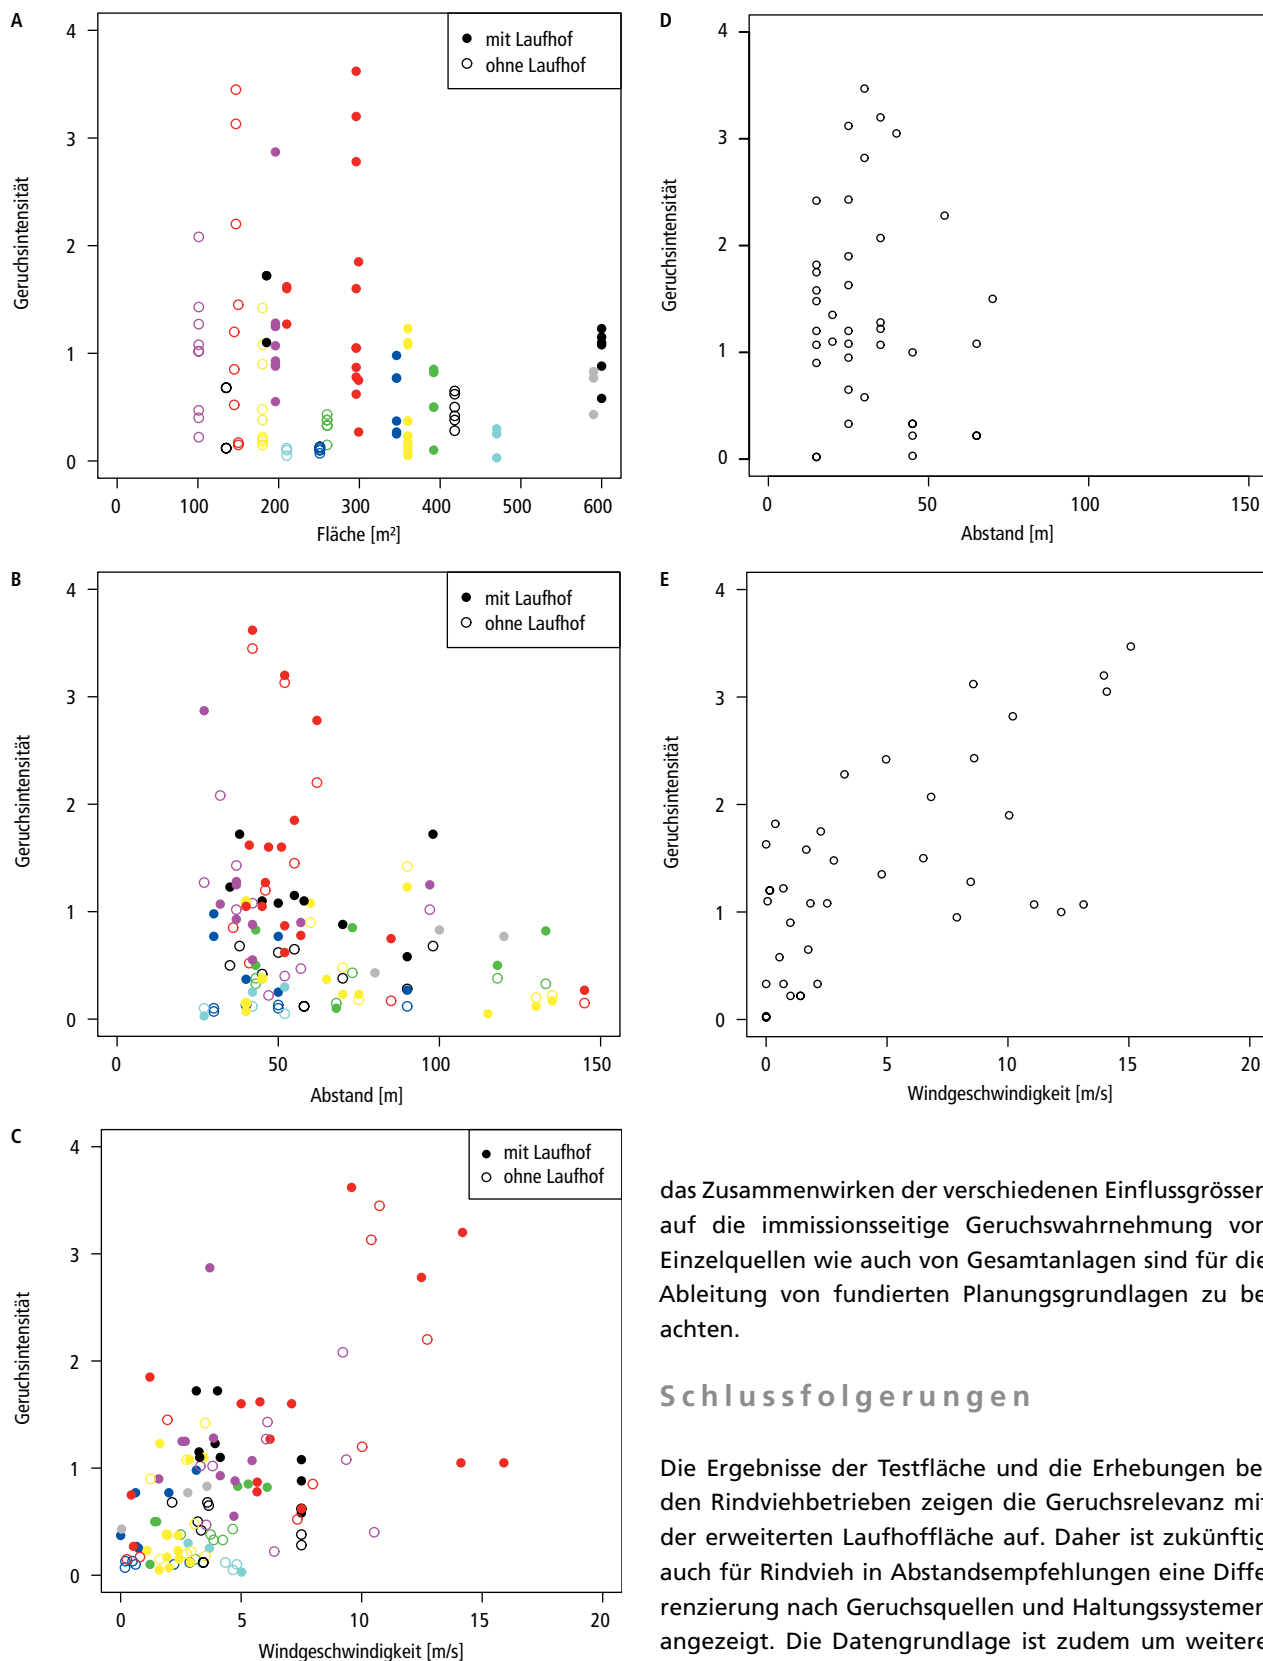 A
4
3
2
1
0
Geruchsintensität
mit Laufhof
ohne Laufhof
0 100 200 300 400 500 600
Fläche [m²]
B
4
3
2
1
0
Geruchsintensität
mit Laufhof
ohne Laufhof
0 50 100 150
Abstand [m]
C
4
3
2
1
0
Geruchsintensität
mit Laufhof
ohne Laufhof
0 5 10 15 20
Windgeschwindigkeit [m/s]
D
4
3
2
1
0
Geruchsintensität
0 50 100 150
Abstand [m]
E
4
3
2
1
0
Geruchsintensität
0 5 10 15 20
Windgeschwindigkeit [m/s]
das Zusammenwirken der verschiedenen Einflussgrössen
auf die immissionsseitige Geruchswahrnehmung von
Einzelquellen wie auch von Gesamtanlagen sind für die
Ableitung von fundierten Planungsgrundlagen zu be
achten.
Schlussfolgerungen
Die Ergebnisse der Testfläche und die Erhebungen be
den Rindviehbetrieben zeigen die Geruchsrelevanz mit
der erweiterten Laufhoffläche auf. Daher ist zukünftig
auch für Rindvieh in Abstandsempfehlungen eine Diffe
renzierung nach Geruchsquellen und Haltungssystemen
angezeigt. Die Datengrundlage ist zudem um weitere